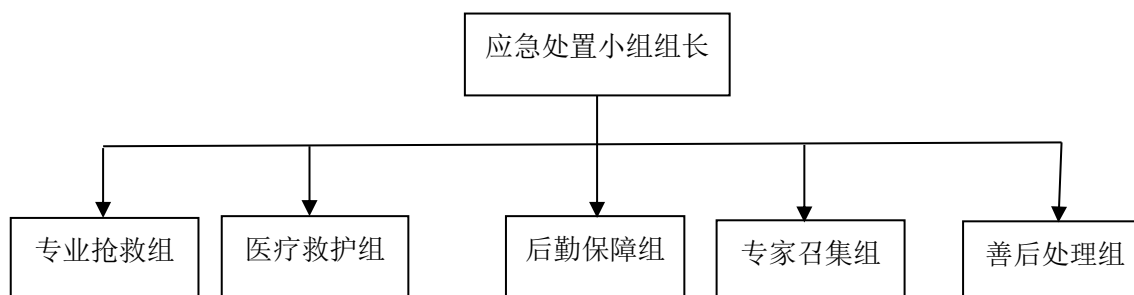 应急处置小组组长
专业抢救组
医疗救护组
后勤保障组
专家召集组
善后处理组